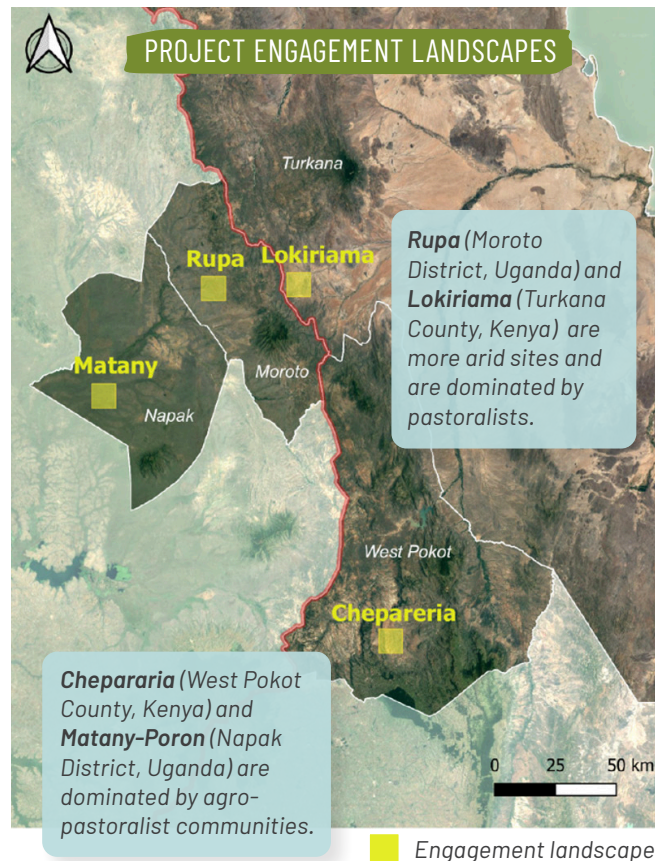 PROJECT ENGAGEMENT LANDSCAPES
Turkana
Rupa
Lokiriama
Rupa (Moroto
District, Uganda) and
Lokiriama (Turkana
County, Kenya) are
more arid sites and
are dominated by
pastoralists.
Matany
Moroto
Napak
West Pokot
Chepareria
Chepararia (West Pokot
County, Kenya) and
Matany-Poron (Napak
District, Uganda) are
dominated by agro-
pastoralist communities.
0 25 50 km
Engagement landscape